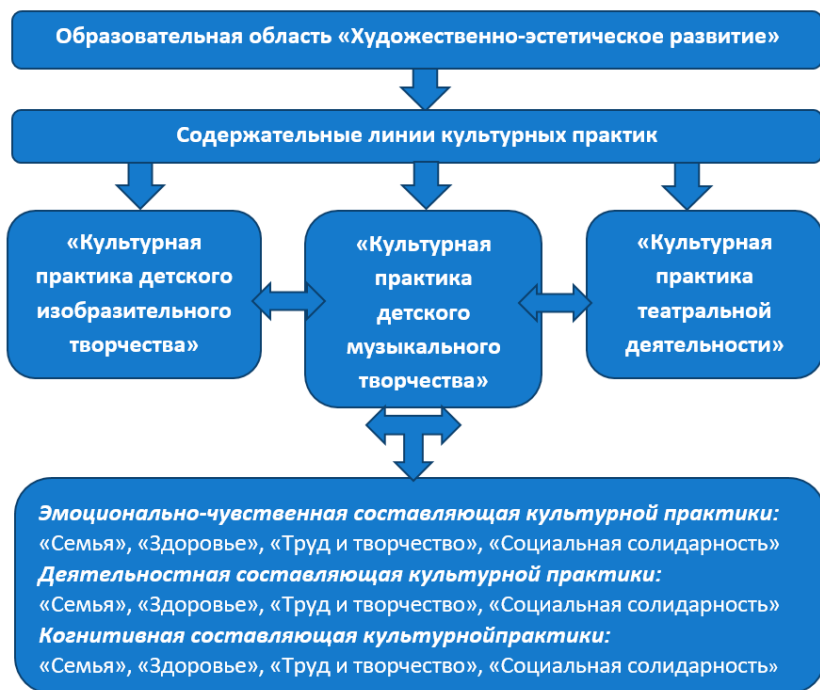 Образовательная область «Художественно-эстетическое развитие»
Содержательные линии культурных практик
«Культурная
практика детского
изобразительного
творчества»
«Культурная
практика
детского
музыкального
творчества»
«Культурная
практика
театральной
деятельности»
Эмоционально-чувственная составляющая культурной практики:
«Семья», «Здоровье», «Труд и творчество», «Социальная солидарность»
Деятельностная составляющая культурной практики:
«Семья», «Здоровье», «Труд и творчество», «Социальная солидарность»
Когнитивная составляющая культурнойпрактики:
«Семья», «Здоровье», «Труд и творчество», «Социальная солидарность»